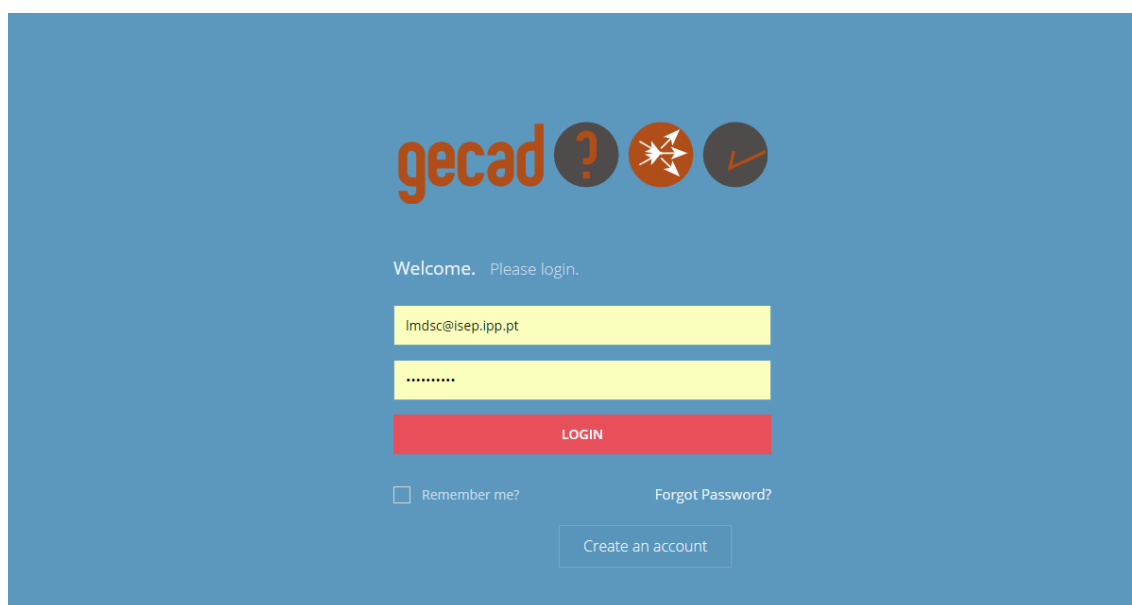 gecad ?
Welcome. Please login.
lmdsc@isep.ipp.pt
••••••••••
LOGIN
Remember me? Forgot Password?
Create an account